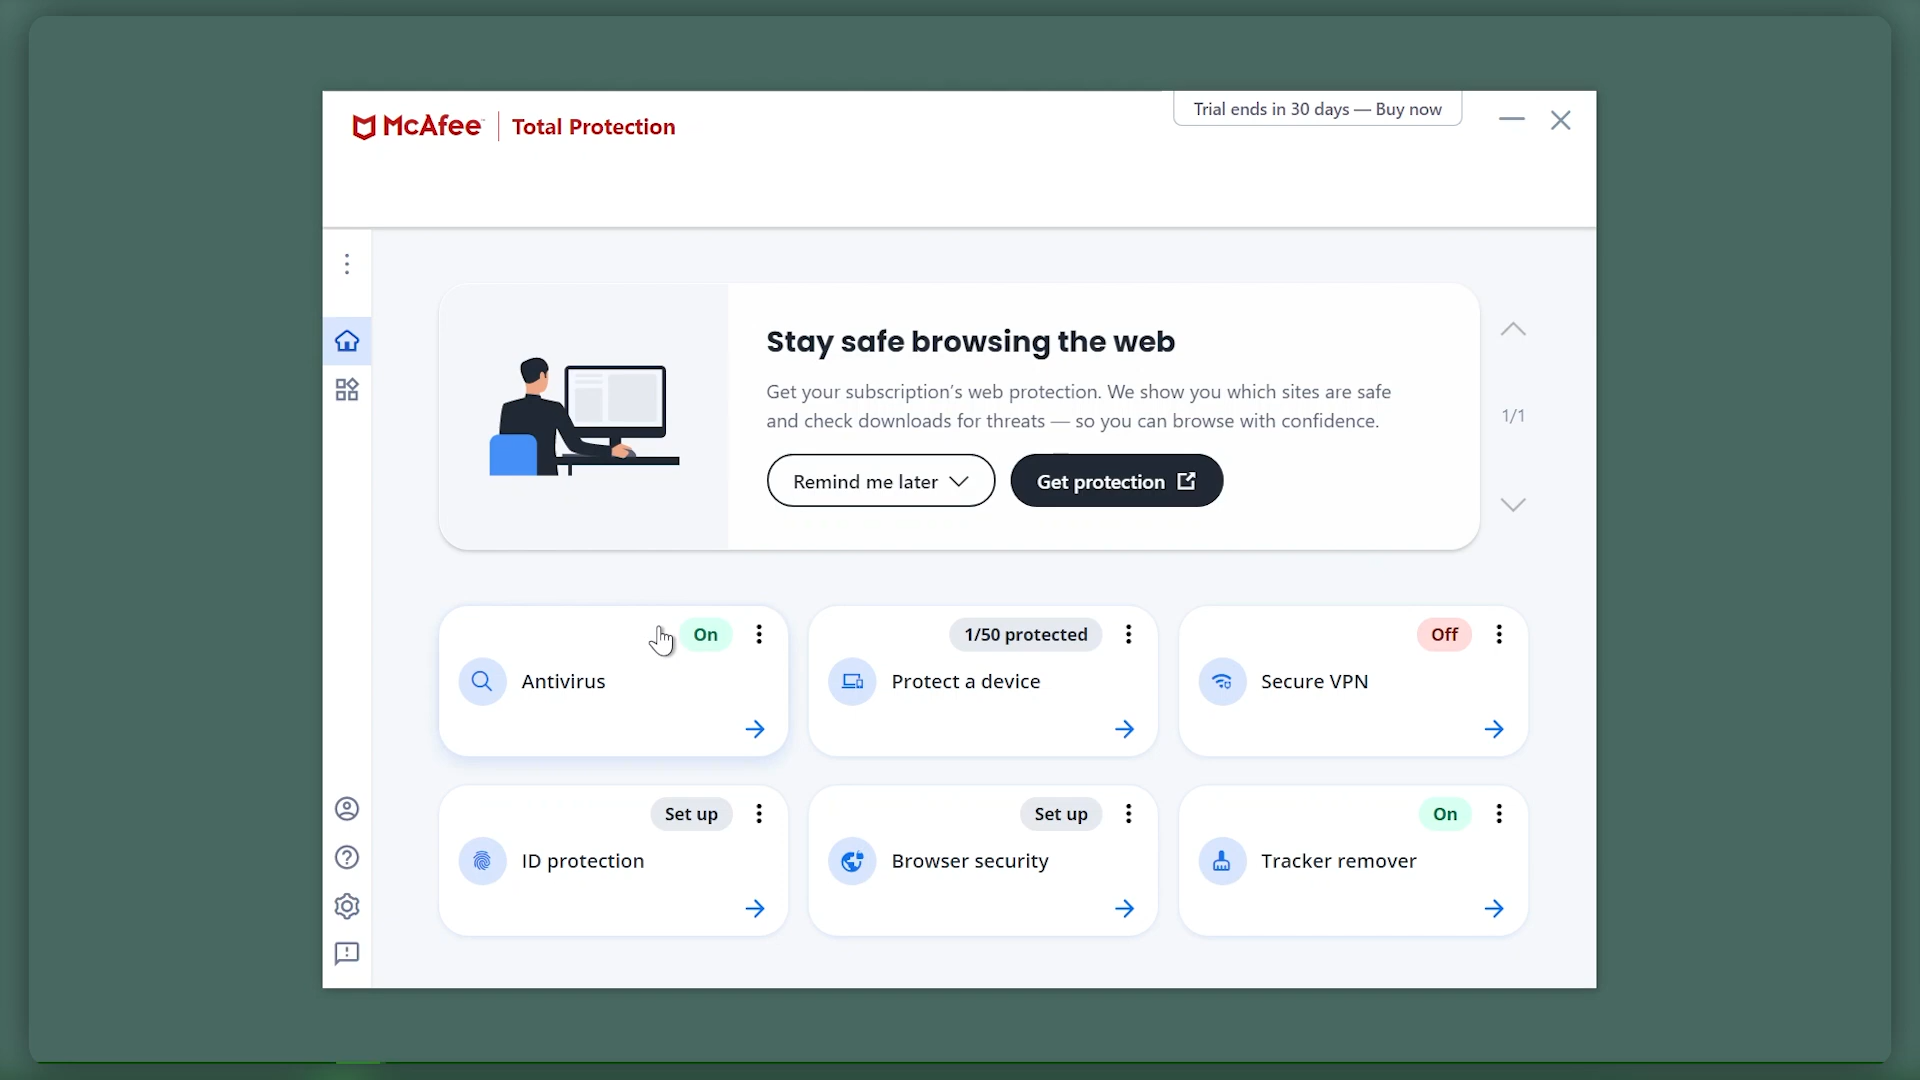 McAfee Total Protection
Trial ends in 30 days — Buy now
Stay safe browsing the web
Get your subscription's web protection. We show you which sites are safe
and check downloads for threats — so you can browse with confidence.
1/1
Remind me later
Get protection
On
Antivirus
1/50 protected
Protect a device
Off
Secure VPN
Set up
ID protection
Set up
Browser security
On
Tracker remover